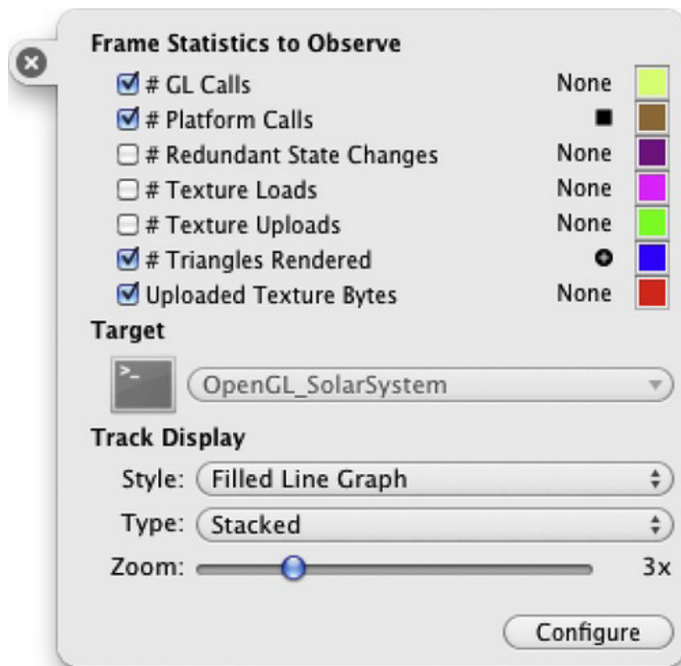 Frame Statistics to Observe
# GL Calls None
# Platform Calls
# Redundant State Changes None
# Texture Loads None
# Texture Uploads None
# Triangles Rendered
Uploaded Texture Bytes None
Target
>_
OpenGL_SolarSystem
Track Display
Style: Filled Line Graph
Type: Stacked
Zoom: 3x
Configure